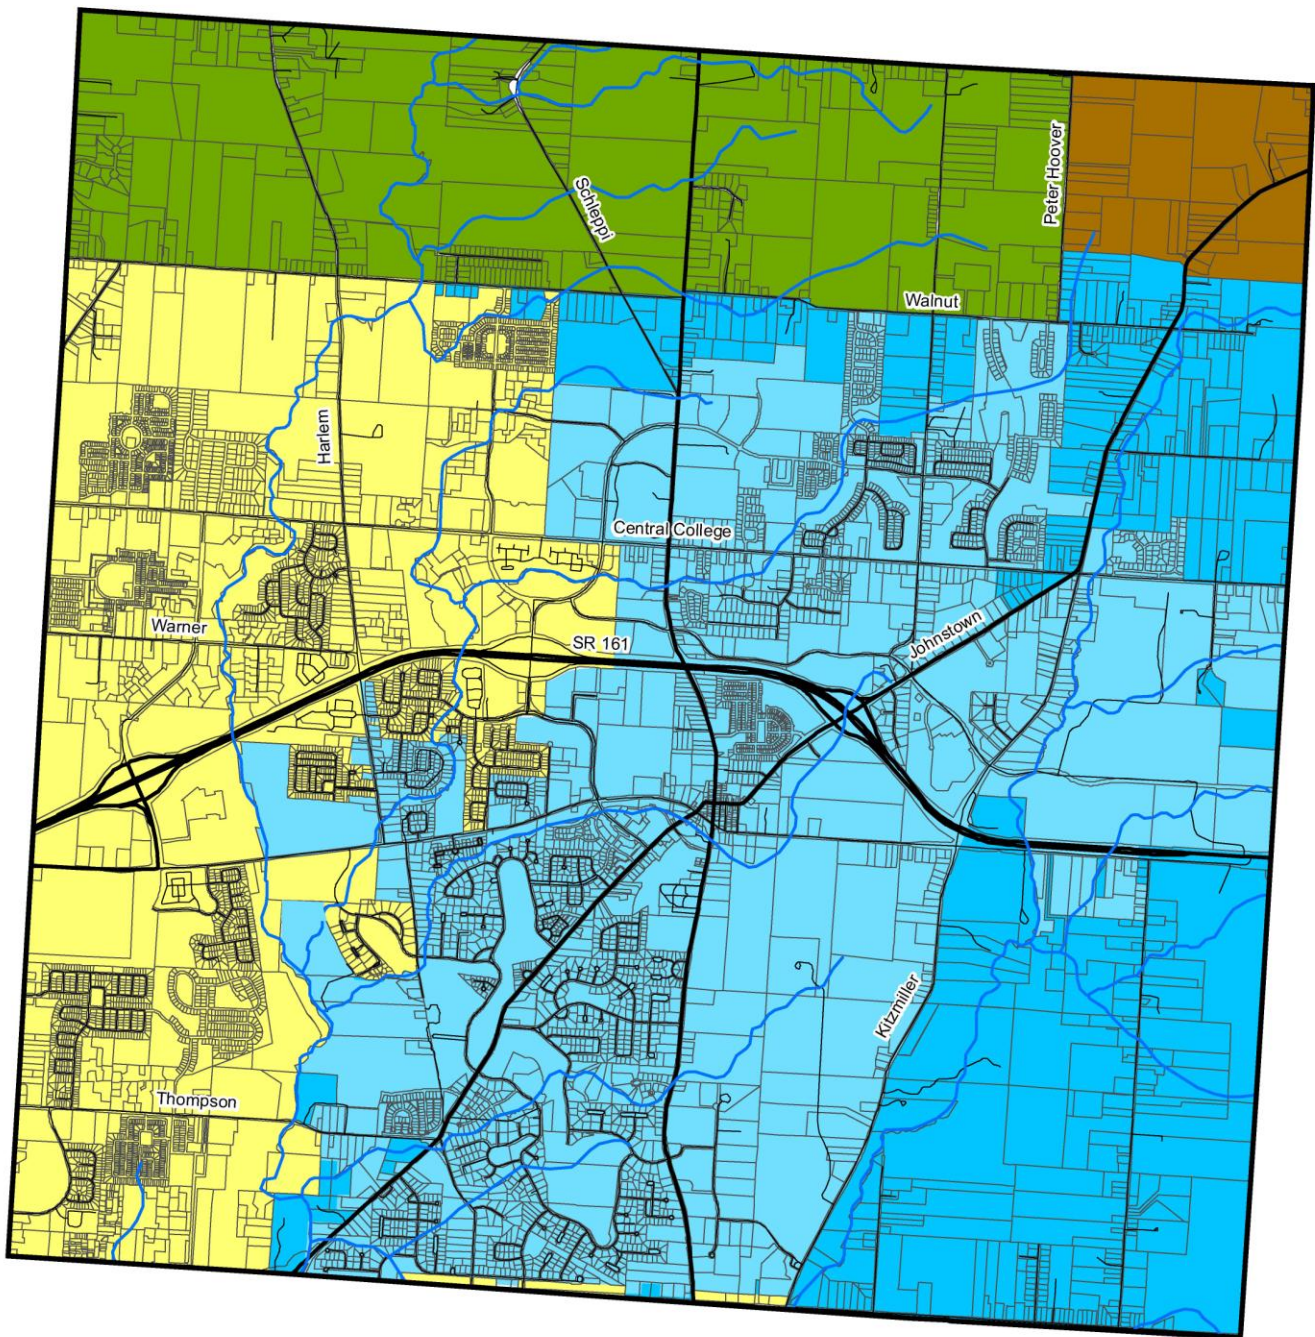 Peter Hoover
Schleppi
Walnut
Harlem
Central College
Warner
SR 161
Johnstown
Kitzmiller
Thompson